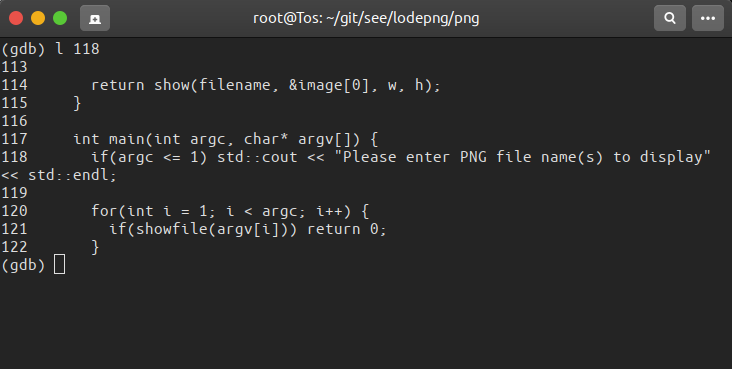 root@Tos: ~/git/see/lodepng/png
(gdb) l 118
113
114       return show(filename, &image[0], w, h);
115     }
116
117     int main(int argc, char* argv[]) {
118       if(argc <= 1) std::cout << "Please enter PNG file name(s) to display"
<< std::endl;
119
120       for(int i = 1; i < argc; i++) {
121         if(showfile(argv[i])) return 0;
122       }
(gdb)